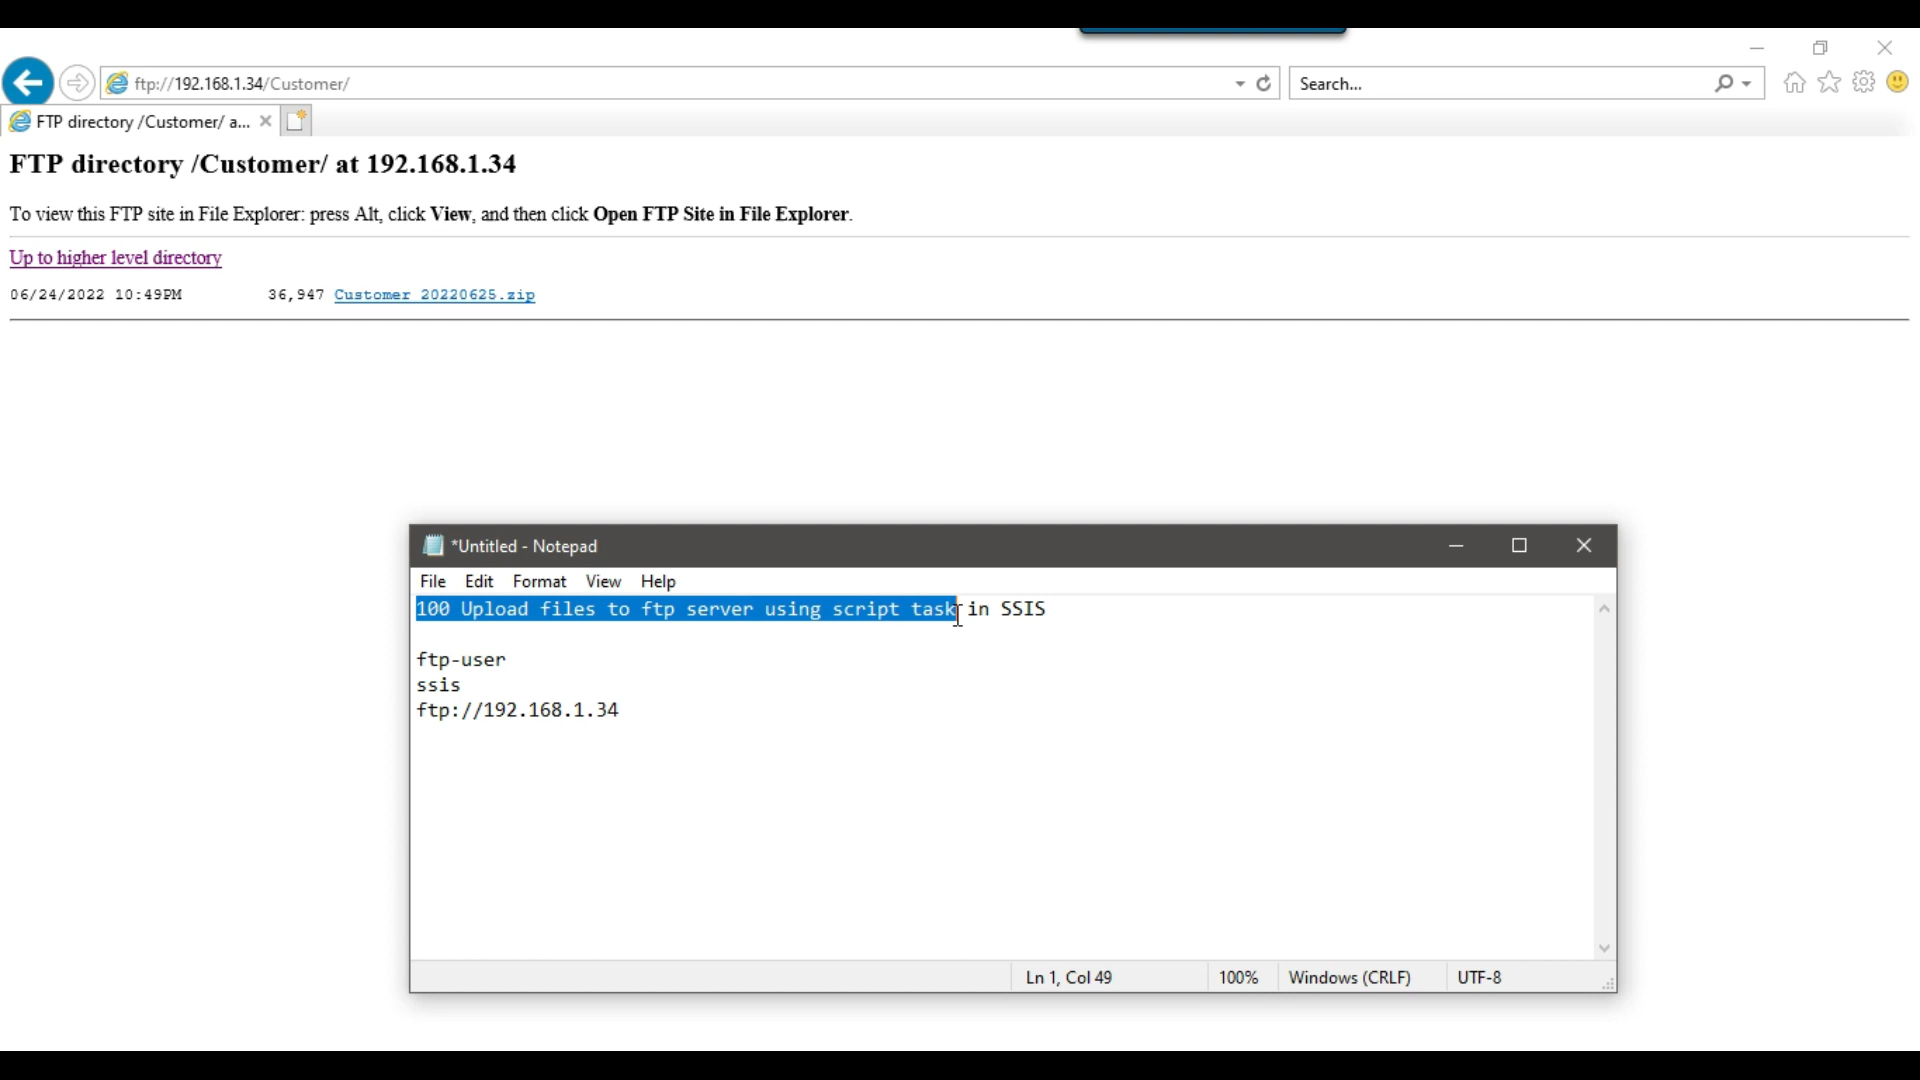 ftp://192.168.1.34/Customer/
Search...
FTP directory /Customer/ a...
FTP directory /Customer/ at 192.168.1.34
To view this FTP site in File Explorer: press Alt, click View, and then click Open FTP Site in File Explorer.
Up to higher level directory
06/24/2022 10:49PM 36,947 Customer_20220625.zip
*Untitled - Notepad
File Edit Format View Help
100 Upload files to ftp server using script task in SSIS
ftp-user
ssis
ftp://192.168.1.34
Ln 1, Col 49 100% Windows (CRLF) UTF-8